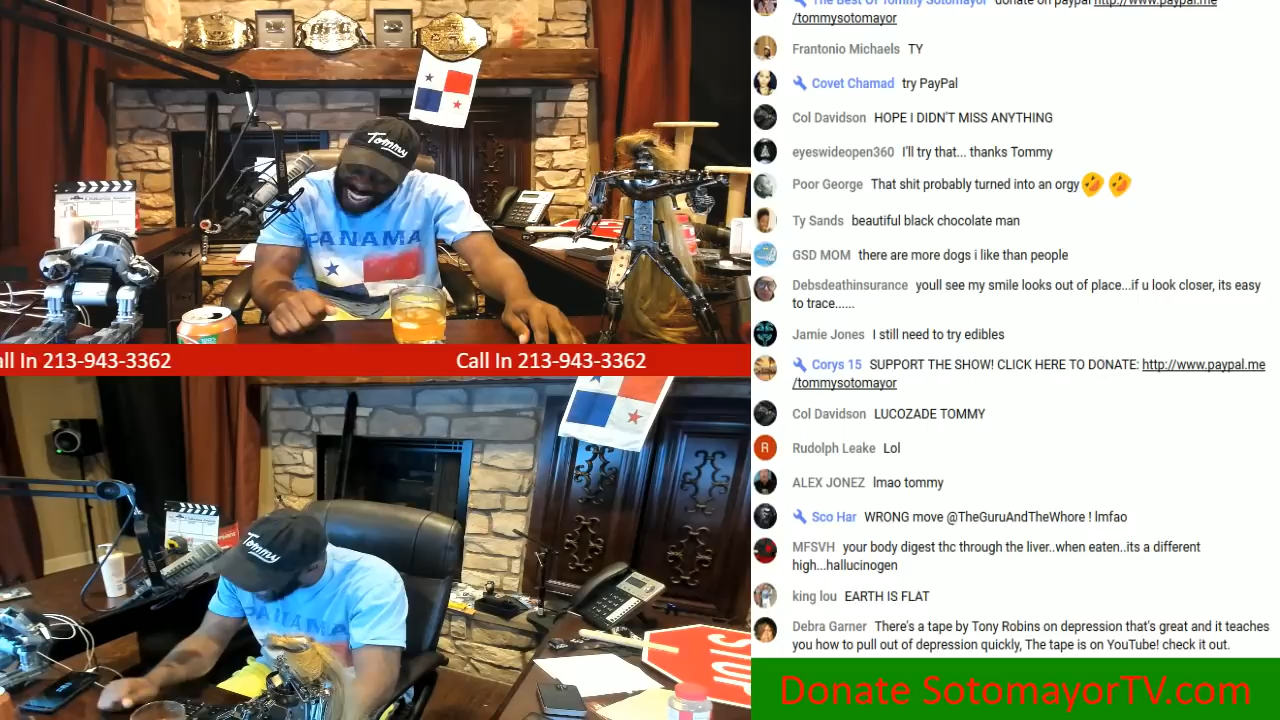 Tommy
PANAMA
all In 213-943-3362
Call In 213-943-3362
Tommy
PANAMA
STOP
The Best Of Tommy Sotomayor donate on paypal http://www.paypal.me
/tommysotomayor
Frantonio Michaels TY
Covet Chamad try PayPal
Col Davidson HOPE I DIDN'T MISS ANYTHING
eyeswideopen360 I'll try that... thanks Tommy
Poor George That shit probably turned into an orgy🤣🤣
Ty Sands beautiful black chocolate man
GSD MOM there are more dogs i like than people
Debsdeathinsurance youll see my smile looks out of place...if u look closer, its easy
to trace......
Jamie Jones I still need to try edibles
Corys 15 SUPPORT THE SHOW! CLICK HERE TO DONATE: http://www.paypal.me
/tommysotomayor
Col Davidson LUCOZADE TOMMY
R
Rudolph Leake Lol
ALEX JONEZ lmao tommy
Sco Har WRONG move @TheGuruAndTheWhore ! lmfao
MFSVH your body digest thc through the liver..when eaten..its a different
high...hallucinogen
king lou EARTH IS FLAT
Debra Garner There's a tape by Tony Robins on depression that's great and it teaches
you how to pull out of depression quickly, The tape is on YouTube! check it out.
Donate SotomayorTV.com